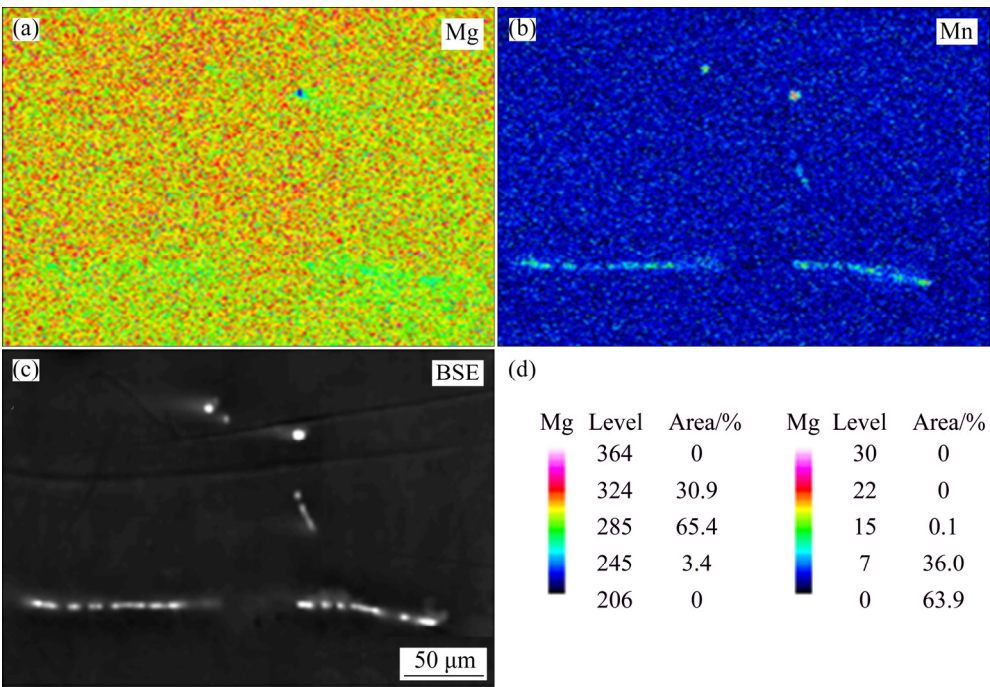 (a) Mg
(b) Mn
(c) BSE
50 μm
(d)
Mg Level Area/% Mg Level Area/%
364 0 30 0
324 30.9 22 0
285 65.4 15 0.1
245 3.4 7 36.0
206 0 0 63.9